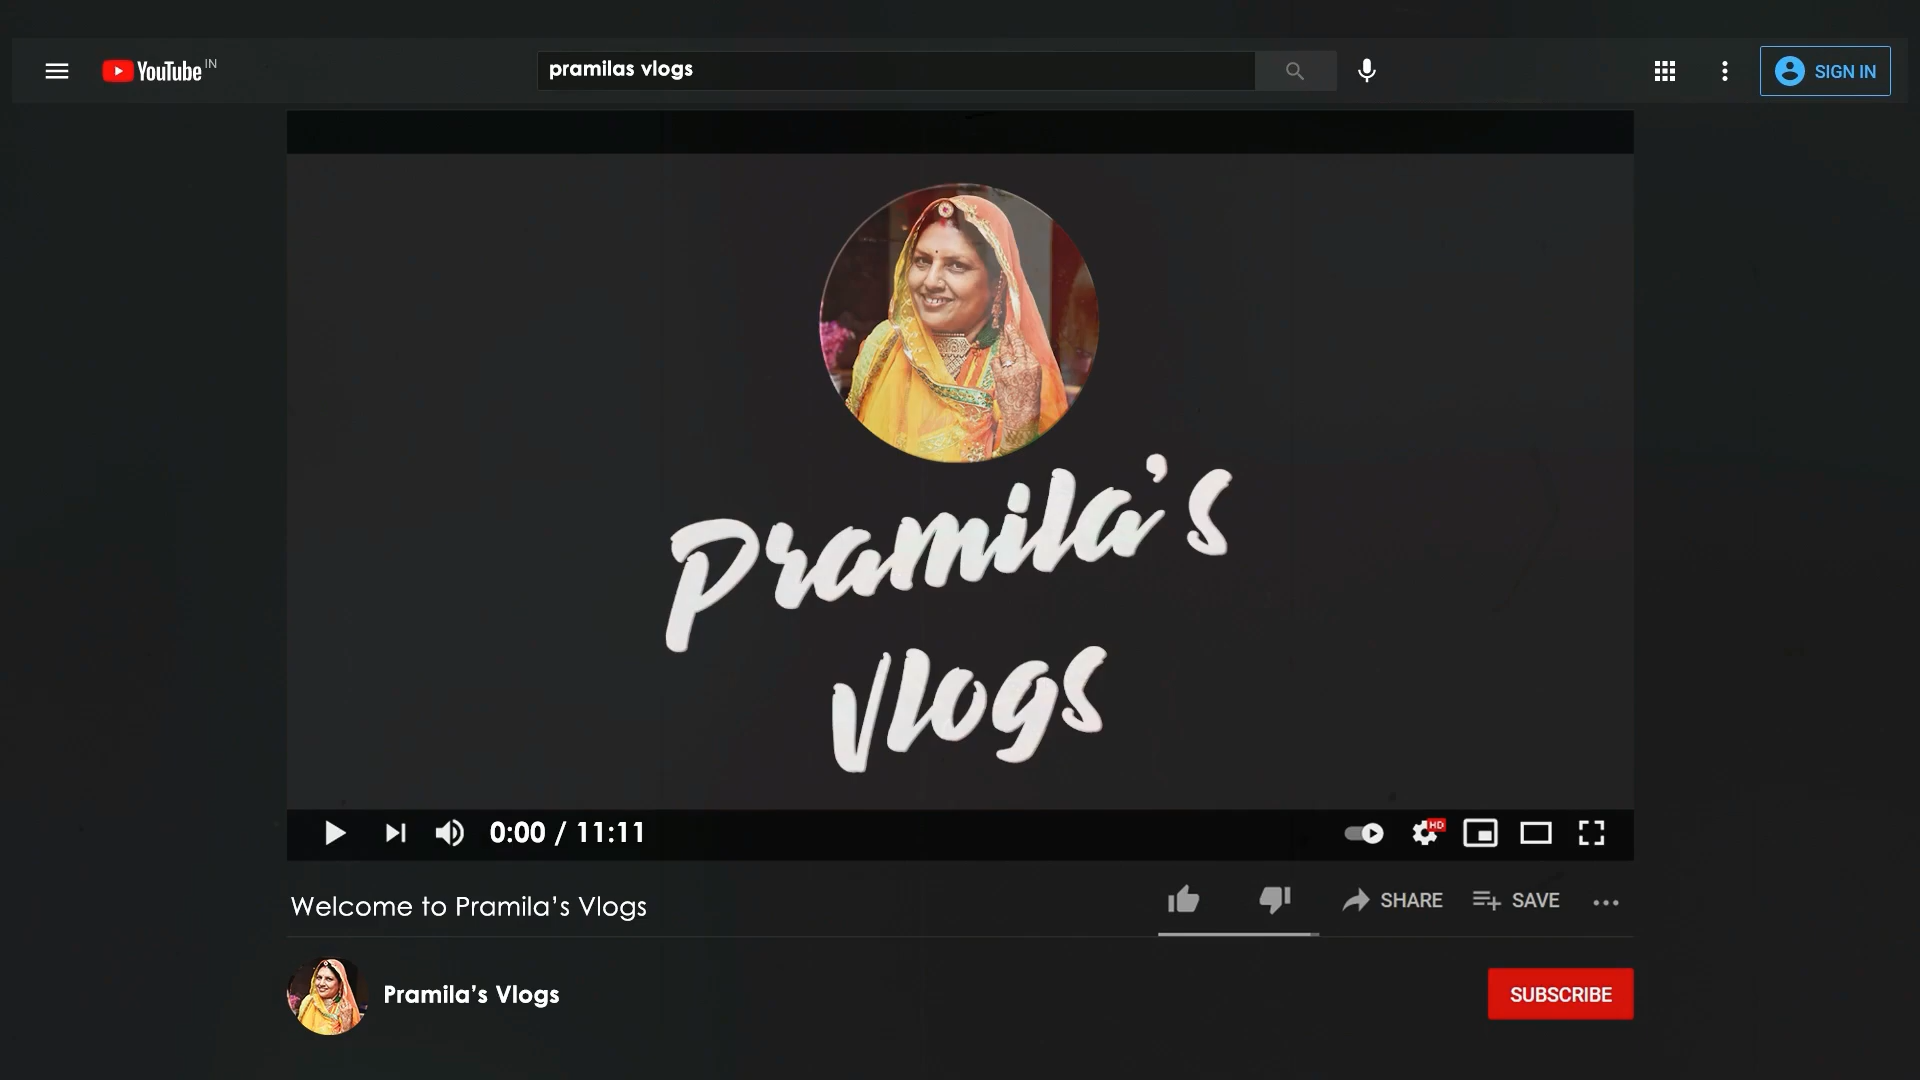 YouTube IN
pramilas vlogs
SIGN IN
Pramila's
Vlogs
0:00 / 11:11
HD
Welcome to Pramila's Vlogs
SHARE
SAVE
Pramila's Vlogs
SUBSCRIBE